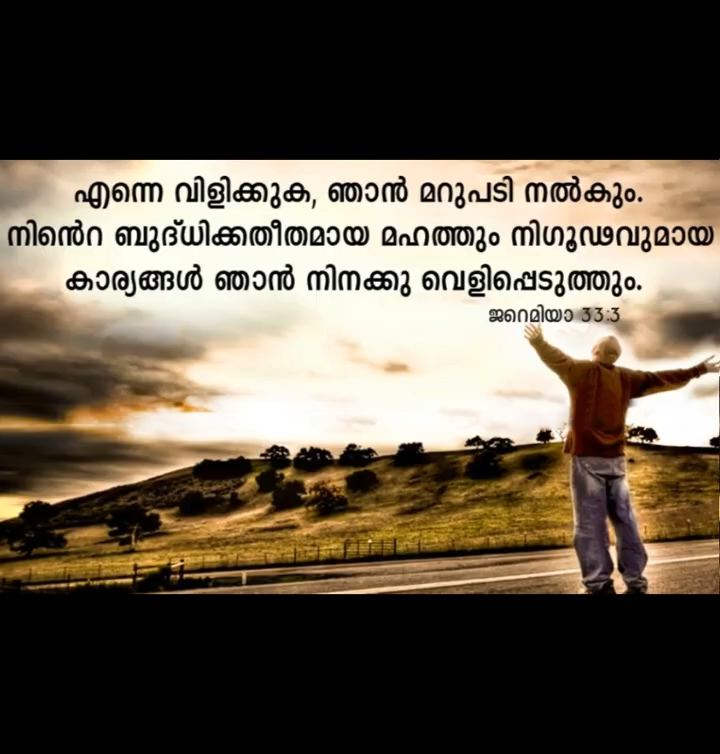 എന്നെ വിളിക്കുക, ഞാൻ മറുപടി നൽകും.
നിൻെറ ബുദ്ധിക്കതീതമായ മഹത്തും നിഗൂഢവുമായ
കാര്യങ്ങൾ ഞാൻ നിനക്കു വെളിപ്പെടുത്തും.
ജറെമിയാ 33:3